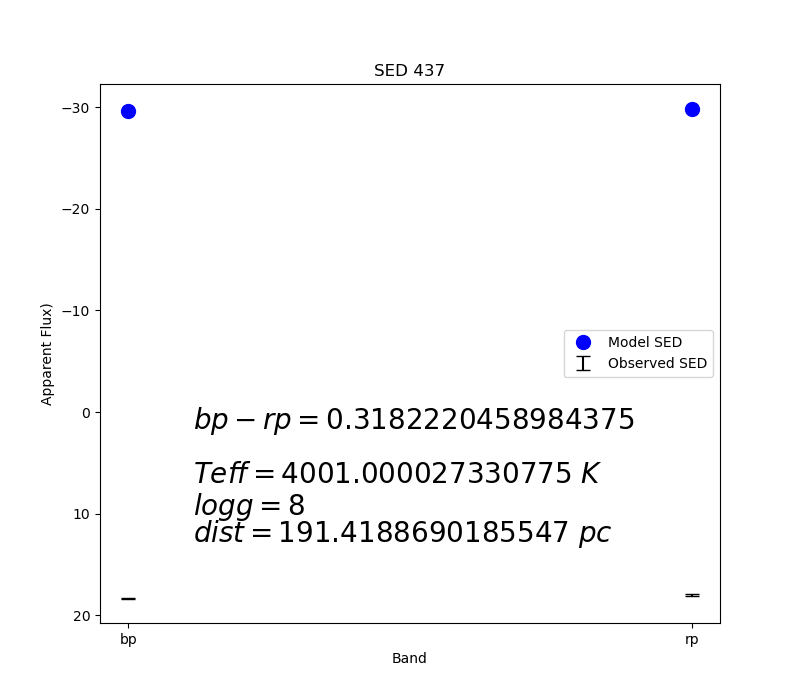 SED 437
Apparent Flux)
−30
−20
−10
0
10
20
Model SED
Observed SED
bp − rp = 0.3182220458984375
Teff = 4001.000027330775 K
logg = 8
dist = 191.4188690185547 pc
bp
rp
Band